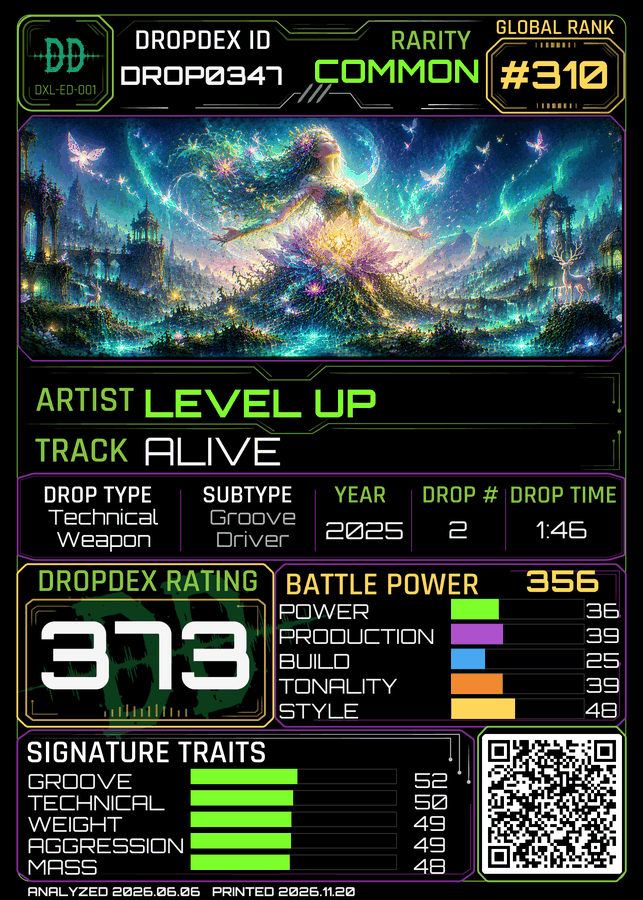 DD
DXL-ED-001
DROPDEX ID
DROP0347
RARITY
COMMON
GLOBAL RANK
#310
ARTIST LEVEL UP
TRACK ALIVE
DROP TYPE
Technical
Weapon
SUBTYPE
Groove
Driver
YEAR
2025
DROP #
2
DROP TIME
1:46
DROPDEX RATING
373
BATTLE POWER 356
POWER 36
PRODUCTION 39
BUILD 25
TONALITY 39
STYLE 48
SIGNATURE TRAITS
GROOVE 52
TECHNICAL 50
WEIGHT 49
AGGRESSION 49
MASS 48
ANALYZED 2026.06.06 PRINTED 2026.11.20